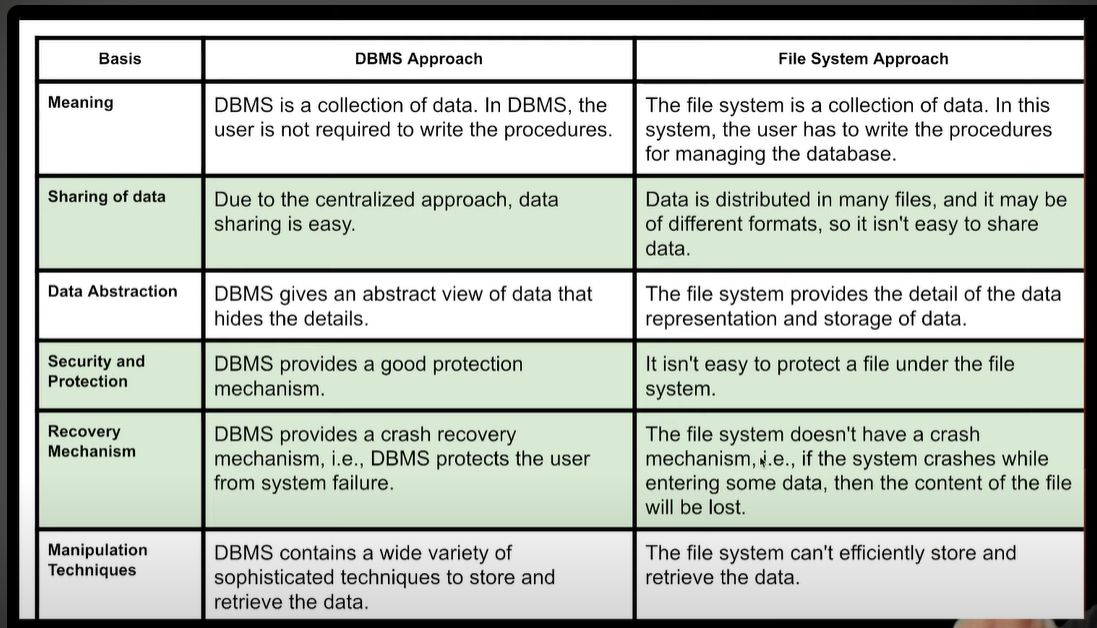 Basis
DBMS Approach
File System Approach
Meaning
DBMS is a collection of data. In DBMS, the
user is not required to write the procedures.
The file system is a collection of data. In this
system, the user has to write the procedures
for managing the database.
Sharing of data
Due to the centralized approach, data
sharing is easy.
Data is distributed in many files, and it may be
of different formats, so it isn't easy to share
data.
Data Abstraction
DBMS gives an abstract view of data that
hides the details.
The file system provides the detail of the data
representation and storage of data.
Security and
Protection
DBMS provides a good protection
mechanism.
It isn't easy to protect a file under the file
system.
Recovery
Mechanism
DBMS provides a crash recovery
mechanism, i.e., DBMS protects the user
from system failure.
The file system doesn't have a crash
mechanism, i.e., if the system crashes while
entering some data, then the content of the file
will be lost.
Manipulation
Techniques
DBMS contains a wide variety of
sophisticated techniques to store and
retrieve the data.
The file system can't efficiently store and
retrieve the data.